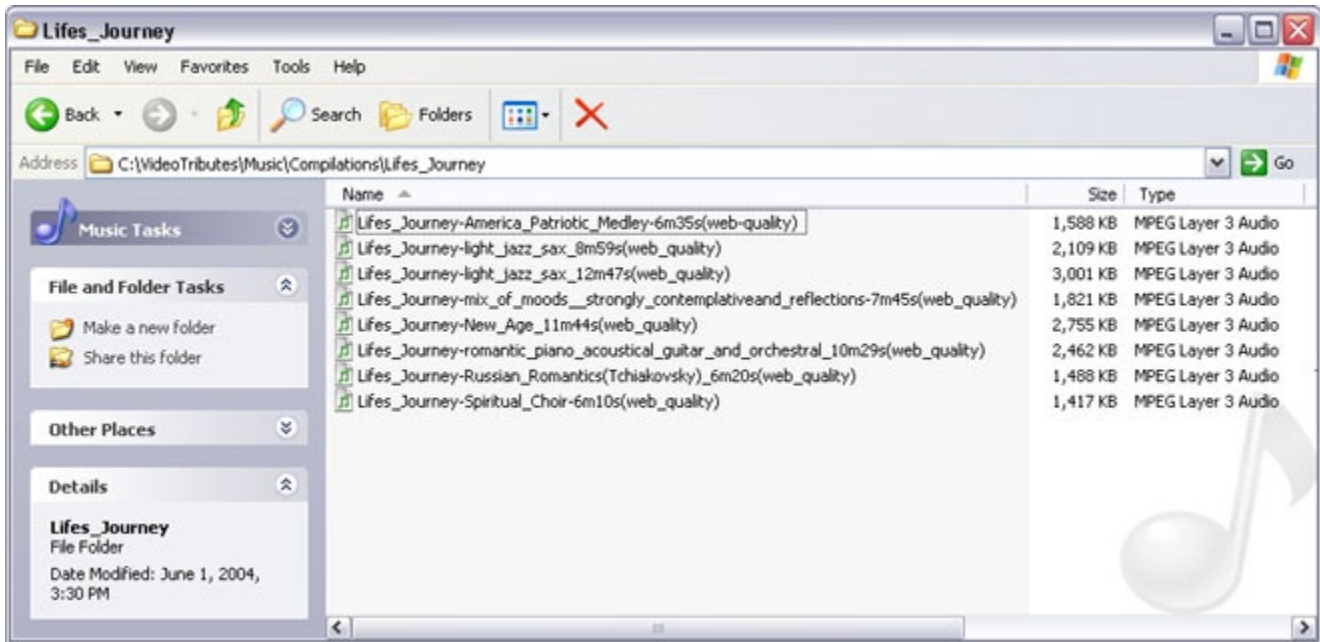 Lifes_Journey
File Edit View Favorites Tools Help
Back Search Folders
Address C:\VideoTributes\Music\Compilations\Lifes_Journey Go
Music Tasks
File and Folder Tasks
Make a new folder
Share this folder
Other Places
Details
Lifes_Journey
File Folder
Date Modified: June 1, 2004,
3:30 PM
Name Size Type
Lifes_Journey-America_Patriotic_Medley-6m35s(web-quality) 1,588 KB MPEG Layer 3 Audio
Lifes_Journey-light_jazz_sax_8m59s(web_quality) 2,109 KB MPEG Layer 3 Audio
Lifes_Journey-light_jazz_sax_12m47s(web_quality) 3,001 KB MPEG Layer 3 Audio
Lifes_Journey-mix_of_moods__strongly_contemplativeand_reflections-7m45s(web_quality) 1,821 KB MPEG Layer 3 Audio
Lifes_Journey-New_Age_11m44s(web_quality) 2,755 KB MPEG Layer 3 Audio
Lifes_Journey-romantic_piano_acoustical_guitar_and_orchestral_10m29s(web_quality) 2,462 KB MPEG Layer 3 Audio
Lifes_Journey-Russian_Romantics(Tchiakovsky)_6m20s(web_quality) 1,488 KB MPEG Layer 3 Audio
Lifes_Journey-Spiritual_Choir-6m10s(web_quality) 1,417 KB MPEG Layer 3 Audio